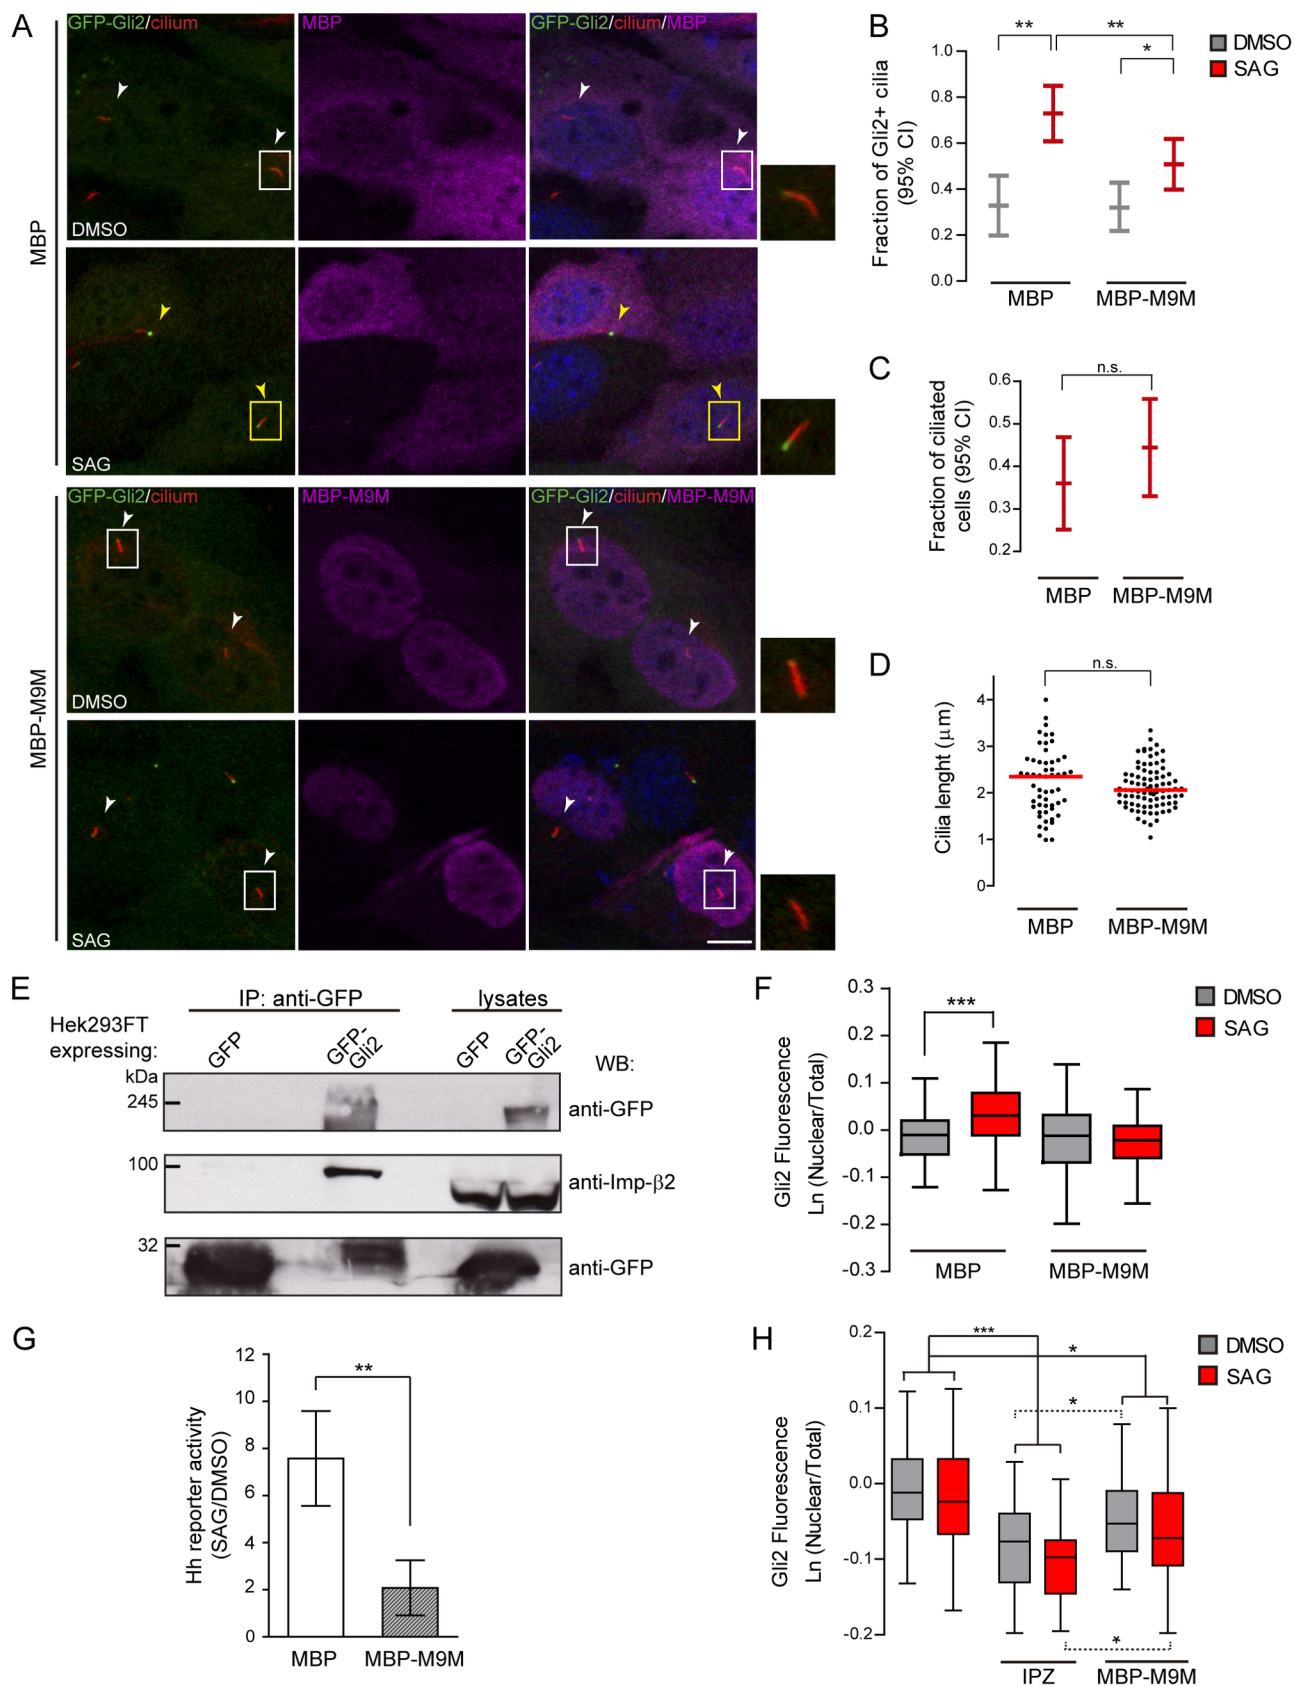 A
GFP-Gli2/cilium
MBP
GFP-Gli2/cilium/MBP
DMSO
SAG
MBP
GFP-Gli2/cilium
MBP-M9M
GFP-Gli2/cilium/MBP-M9M
DMSO
SAG
MBP-M9M
B
** **
*
DMSO
SAG
Fraction of Gli2+ cilia
(95% CI)
1.0
0.8
0.6
0.4
0.2
0.0
MBP MBP-M9M
C
n.s.
Fraction of ciliated
cells (95% CI)
0.6
0.5
0.4
0.3
0.2
MBP MBP-M9M
D
n.s.
Cilia lenght (μm)
4
3
2
1
0
MBP MBP-M9M
E
IP: anti-GFP lysates
Hek293FT
expressing:
GFP
GFP-
Gli2
GFP
GFP-
Gli2
WB:
kDa
245
anti-GFP
100
anti-Imp-β2
32
anti-GFP
F
***
DMSO
SAG
Gli2 Fluorescence
Ln (Nuclear/Total)
0.3
0.2
0.1
0.0
-0.1
-0.2
-0.3
MBP MBP-M9M
G
**
Hh reporter activity
(SAG/DMSO)
12
10
8
6
4
2
0
MBP MBP-M9M
H
***
*
*
*
DMSO
SAG
Gli2 Fluorescence
Ln (Nuclear/Total)
0.2
0.1
0.0
-0.1
-0.2
IPZ MBP-M9M